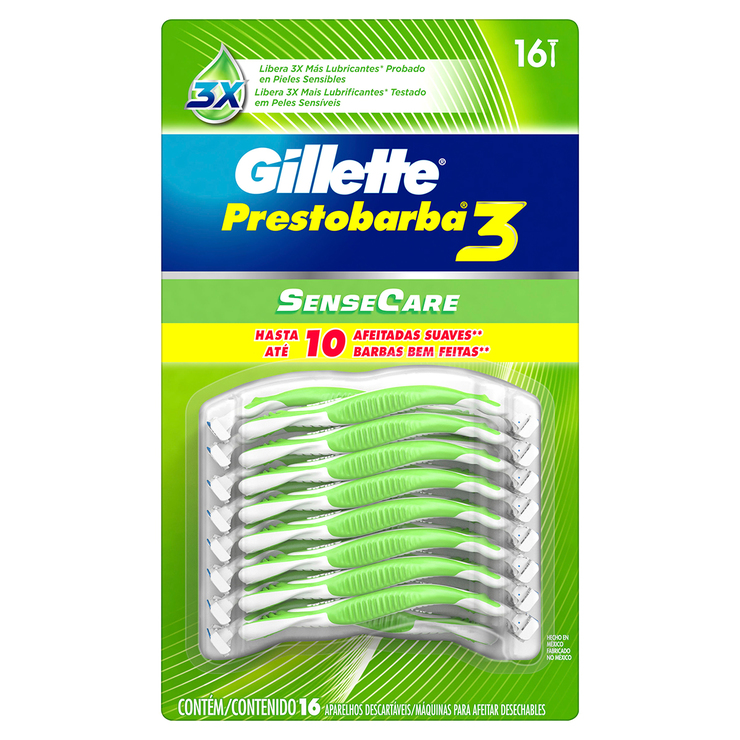 16
3X
Libera 3X Más Lubricantes* Probado
en Pieles Sensibles
Libera 3X Mais Lubrificantes* Testado
em Peles Sensíveis
Gillette®
Prestobarba®3
SENSECARE
HASTA 10 AFEITADAS SUAVES**
ATÉ BARBAS BEM FEITAS**
HECHO EN
MÉXICO
FABRICADO
NO MÉXICO
CONTÉM/CONTENIDO 16 APARELHOS DESCARTÁVEIS/MÁQUINAS PARA AFEITAR DESECHABLES